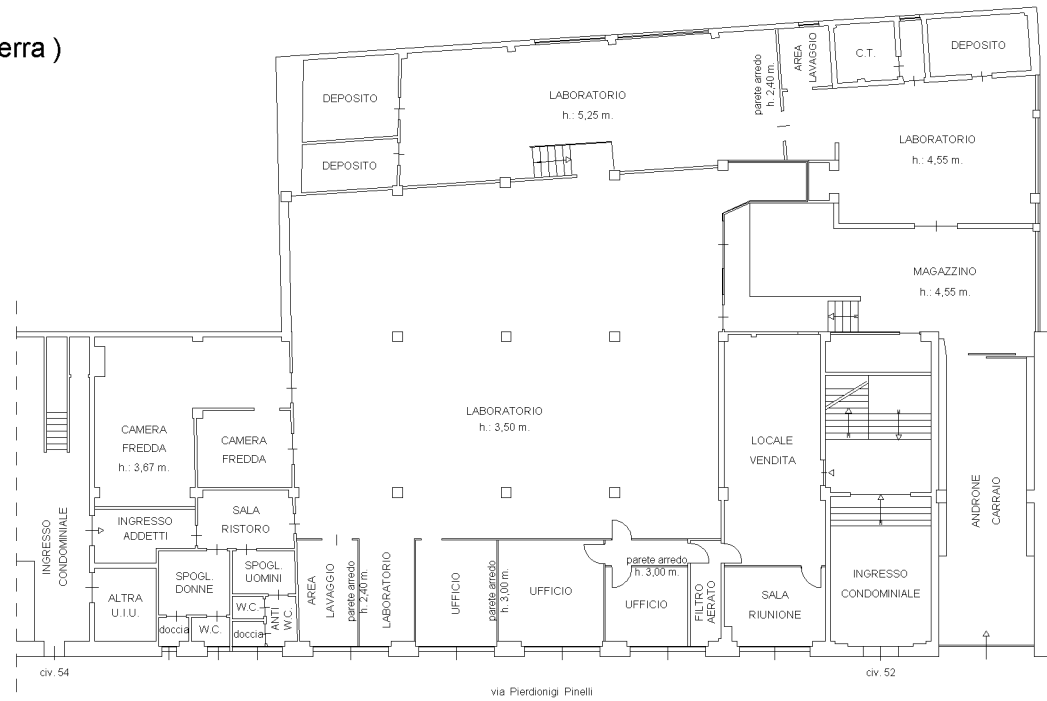 erra )
DEPOSITO
LABORATORIO
h.: 5,25 m.
parete arredo
h. 2,40 m.
AREA
LAVAGGIO
C.T.
DEPOSITO
DEPOSITO
LABORATORIO
h.: 4,55 m.
MAGAZZINO
h.: 4,55 m.
LABORATORIO
h.: 3,50 m.
CAMERA
FREDDA
h.: 3,67 m.
CAMERA
FREDDA
LOCALE
VENDITA
SALA
RISTORO
INGRESSO
ADDETTI
INGRESSO
CONDOMINIALE
ANDRONE
CARRAIO
SPOGL.
DONNE
SPOGL.
UOMINI
ALTRA
U.I.U.
doccia
W.C.
W.C.
doccia
ANTI
W.C.
AREA
LAVAGGIO
parete arredo
h. 2,40 m.
LABORATORIO
UFFICIO
parete arredo
h. 3,00 m.
UFFICIO
parete arredo
h. 3,00 m.
UFFICIO
FILTRO
AERATO
SALA
RIUNIONE
INGRESSO
CONDOMINIALE
civ. 54
civ. 52
via Pierdionigi Pinelli